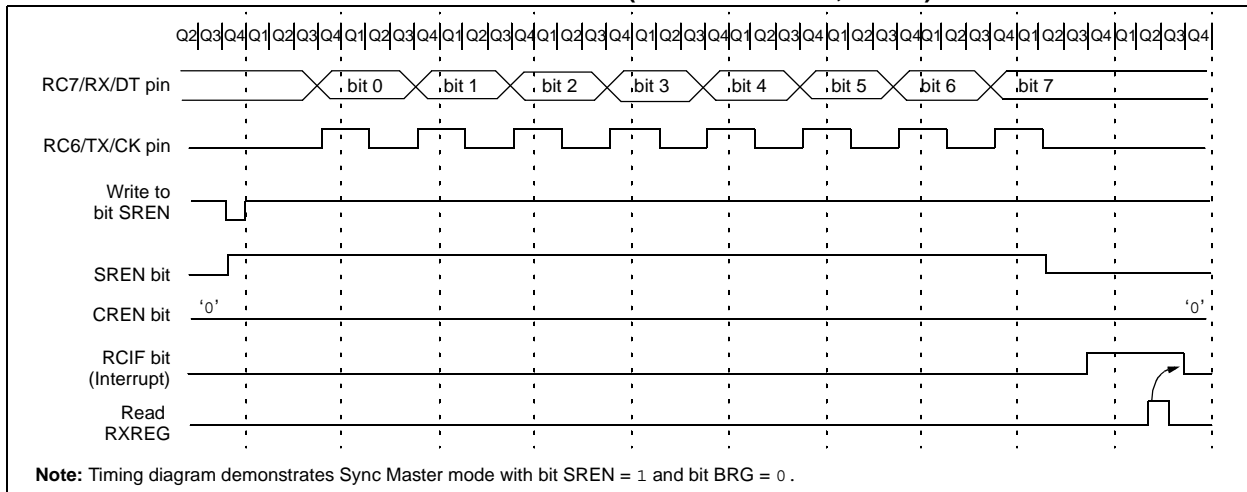 Q2 Q3 Q4 Q1 Q2 Q3 Q4 Q1 Q2 Q3 Q4 Q1 Q2 Q3 Q4 Q1 Q2 Q3 Q4 Q1 Q2 Q3 Q4 Q1 Q2 Q3 Q4 Q1 Q2 Q3 Q4 Q1 Q2 Q3 Q4 Q1 Q2 Q3 Q4 Q1 Q2 Q3 Q4
RC7/RX/DT pin bit 0 bit 1 bit 2 bit 3 bit 4 bit 5 bit 6 bit 7
RC6/TX/CK pin
Write to
bit SREN
SREN bit
CREN bit ‘0’ ‘0’
RCIF bit
(Interrupt)
Read
RXREG
Note: Timing diagram demonstrates Sync Master mode with bit SREN = 1 and bit BRG = 0.